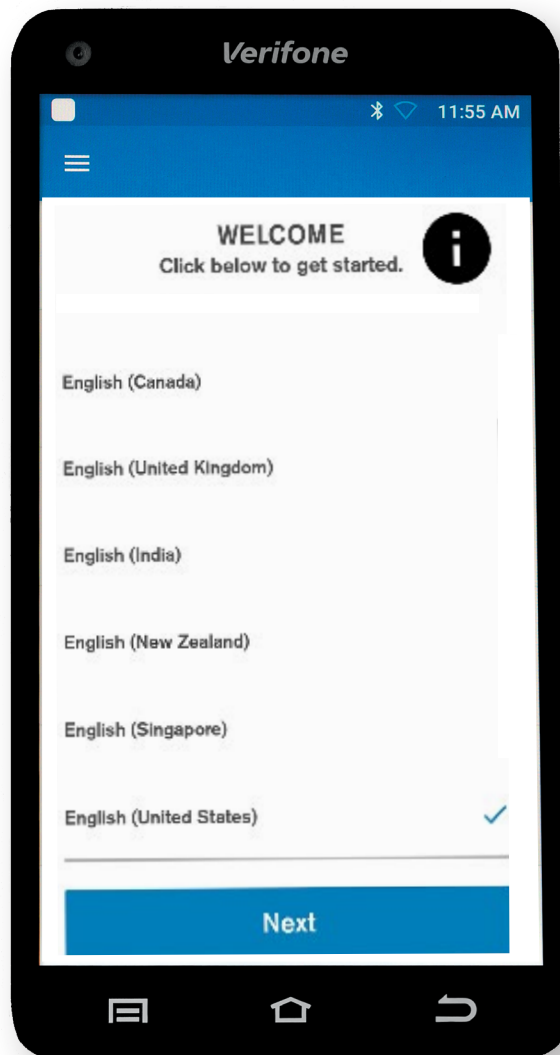 Verifone
11:55 AM
WELCOME
Click below to get started.
i
English (Canada)
English (United Kingdom)
English (India)
English (New Zealand)
English (Singapore)
English (United States)
Next